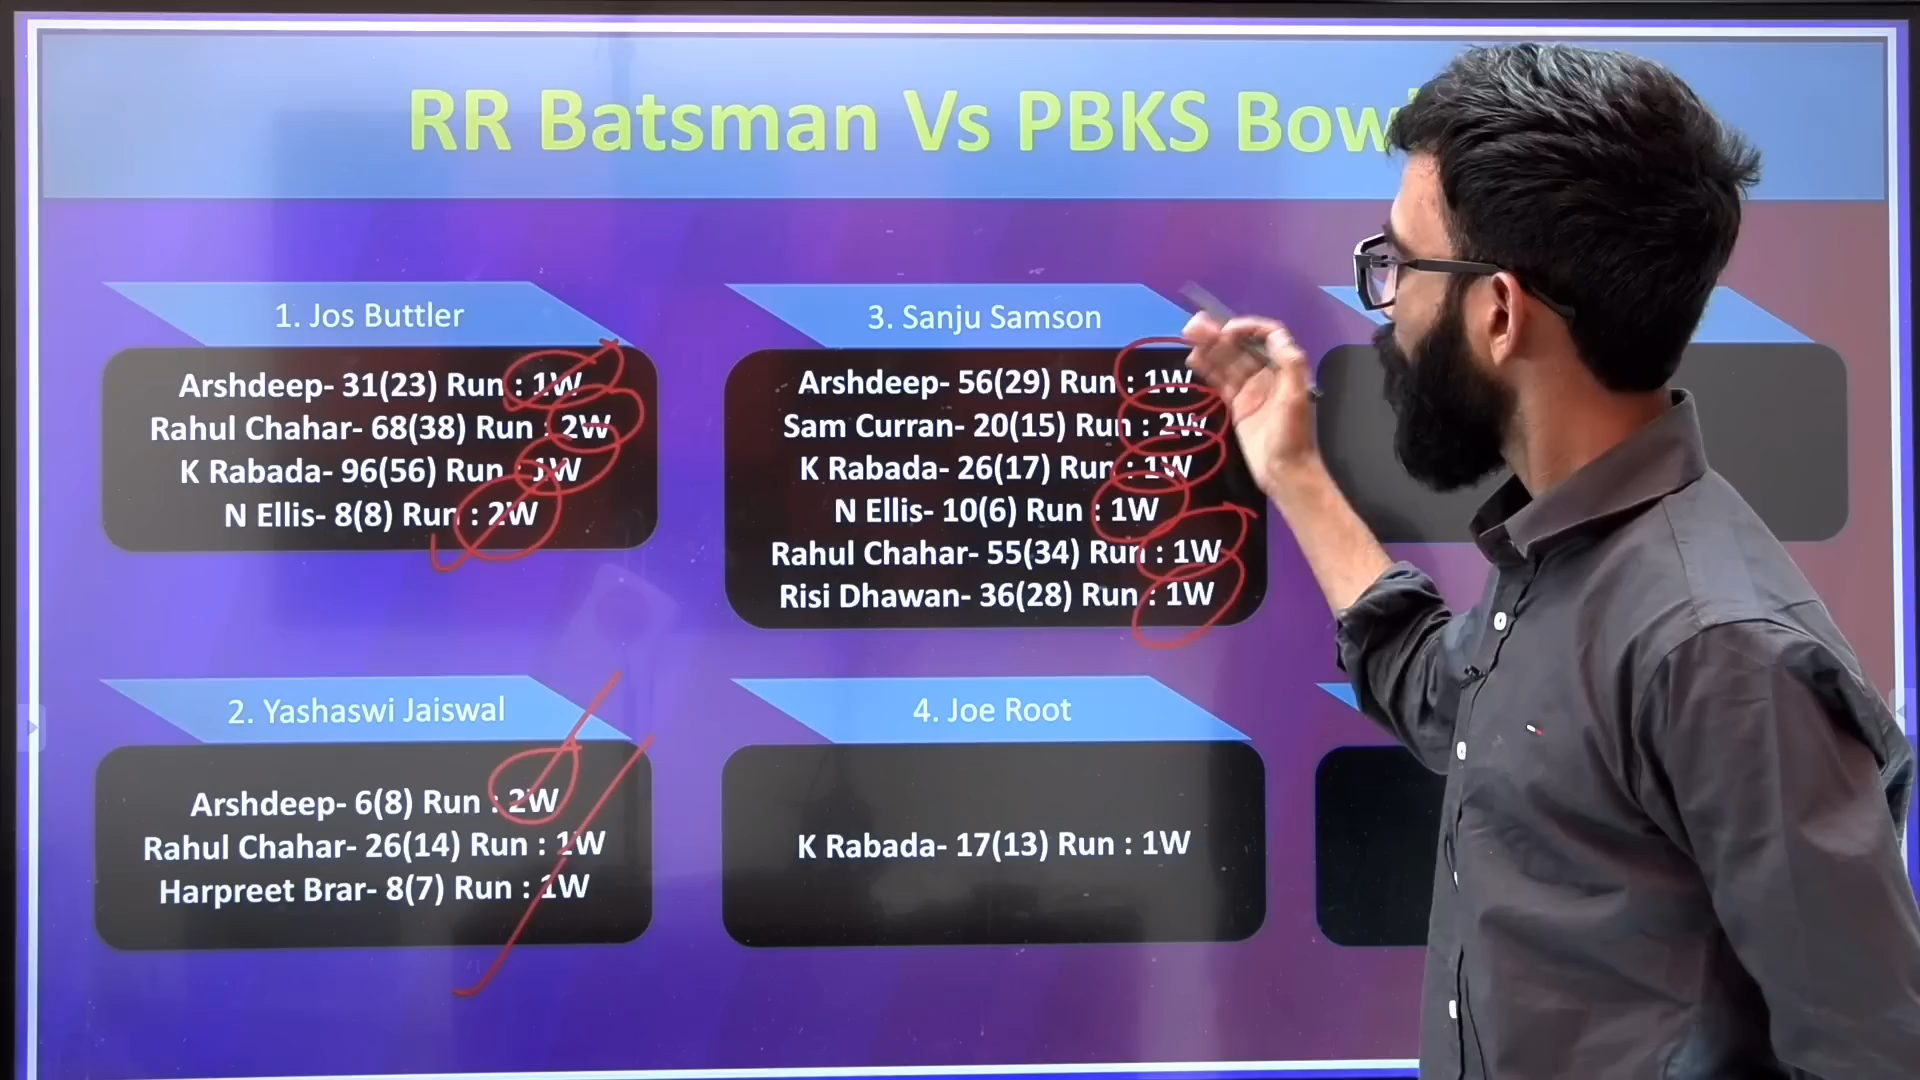 RR Batsman Vs PBKS
1. Jos Buttler
Arshdeep- 31(23) Run : 1W
Rahul Chahar- 68(38) Run : 2W
K Rabada- 96(56) Run : 1W
N Ellis- 8(8) Run : 2W
2. Yashaswi Jaiswal
Arshdeep- 6(8) Run : 2W
Rahul Chahar- 26(14) Run : 1W
Harpreet Brar- 8(7) Run : 1W
3. Sanju Samson
Arshdeep- 56(29) Run : 1W
Sam Curran- 20(15) Run : 2W
K Rabada- 26(17) Run : 1W
N Ellis- 10(6) Run : 1W
Rahul Chahar- 55(34) Run : 1W
Risi Dhawan- 36(28) Run : 1W
4. Joe Root
K Rabada- 17(13) Run : 1W